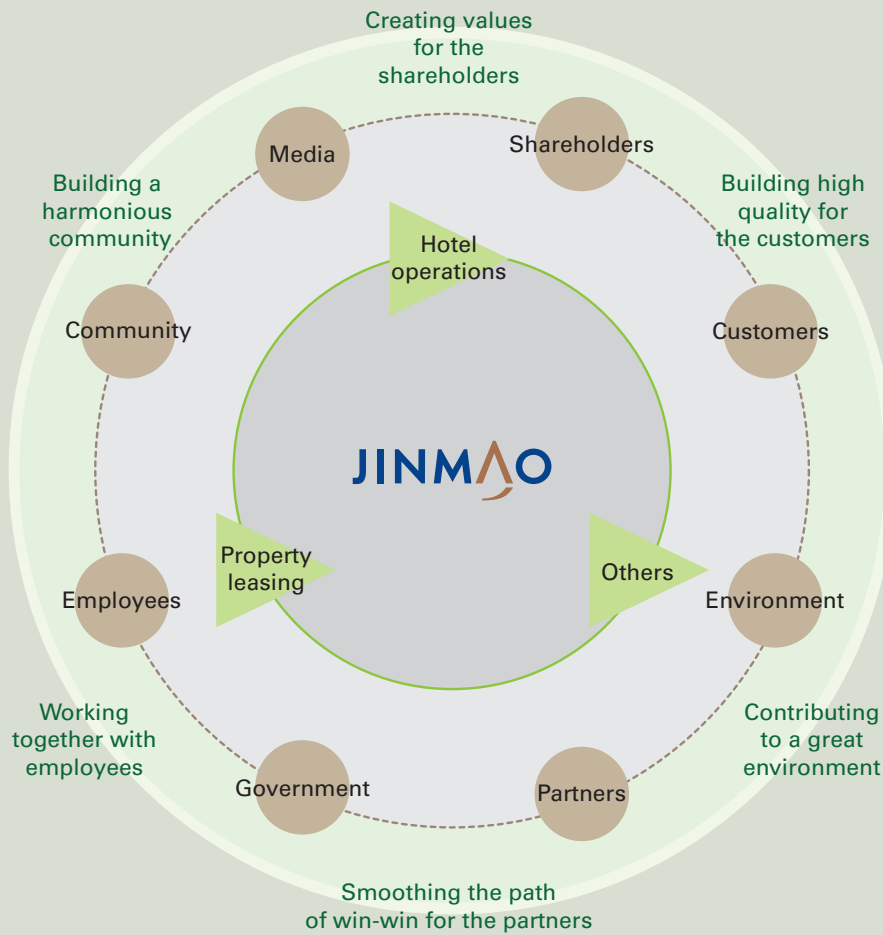 Creating values
for the
shareholders
Media
Shareholders
Building a
harmonious
community
Building high
quality for
the customers
Hotel
operations
Community
Customers
JINMAO
Property
leasing
Others
Employees
Environment
Working
together with
employees
Contributing
to a great
environment
Government
Partners
Smoothing the path
of win-win for the partners